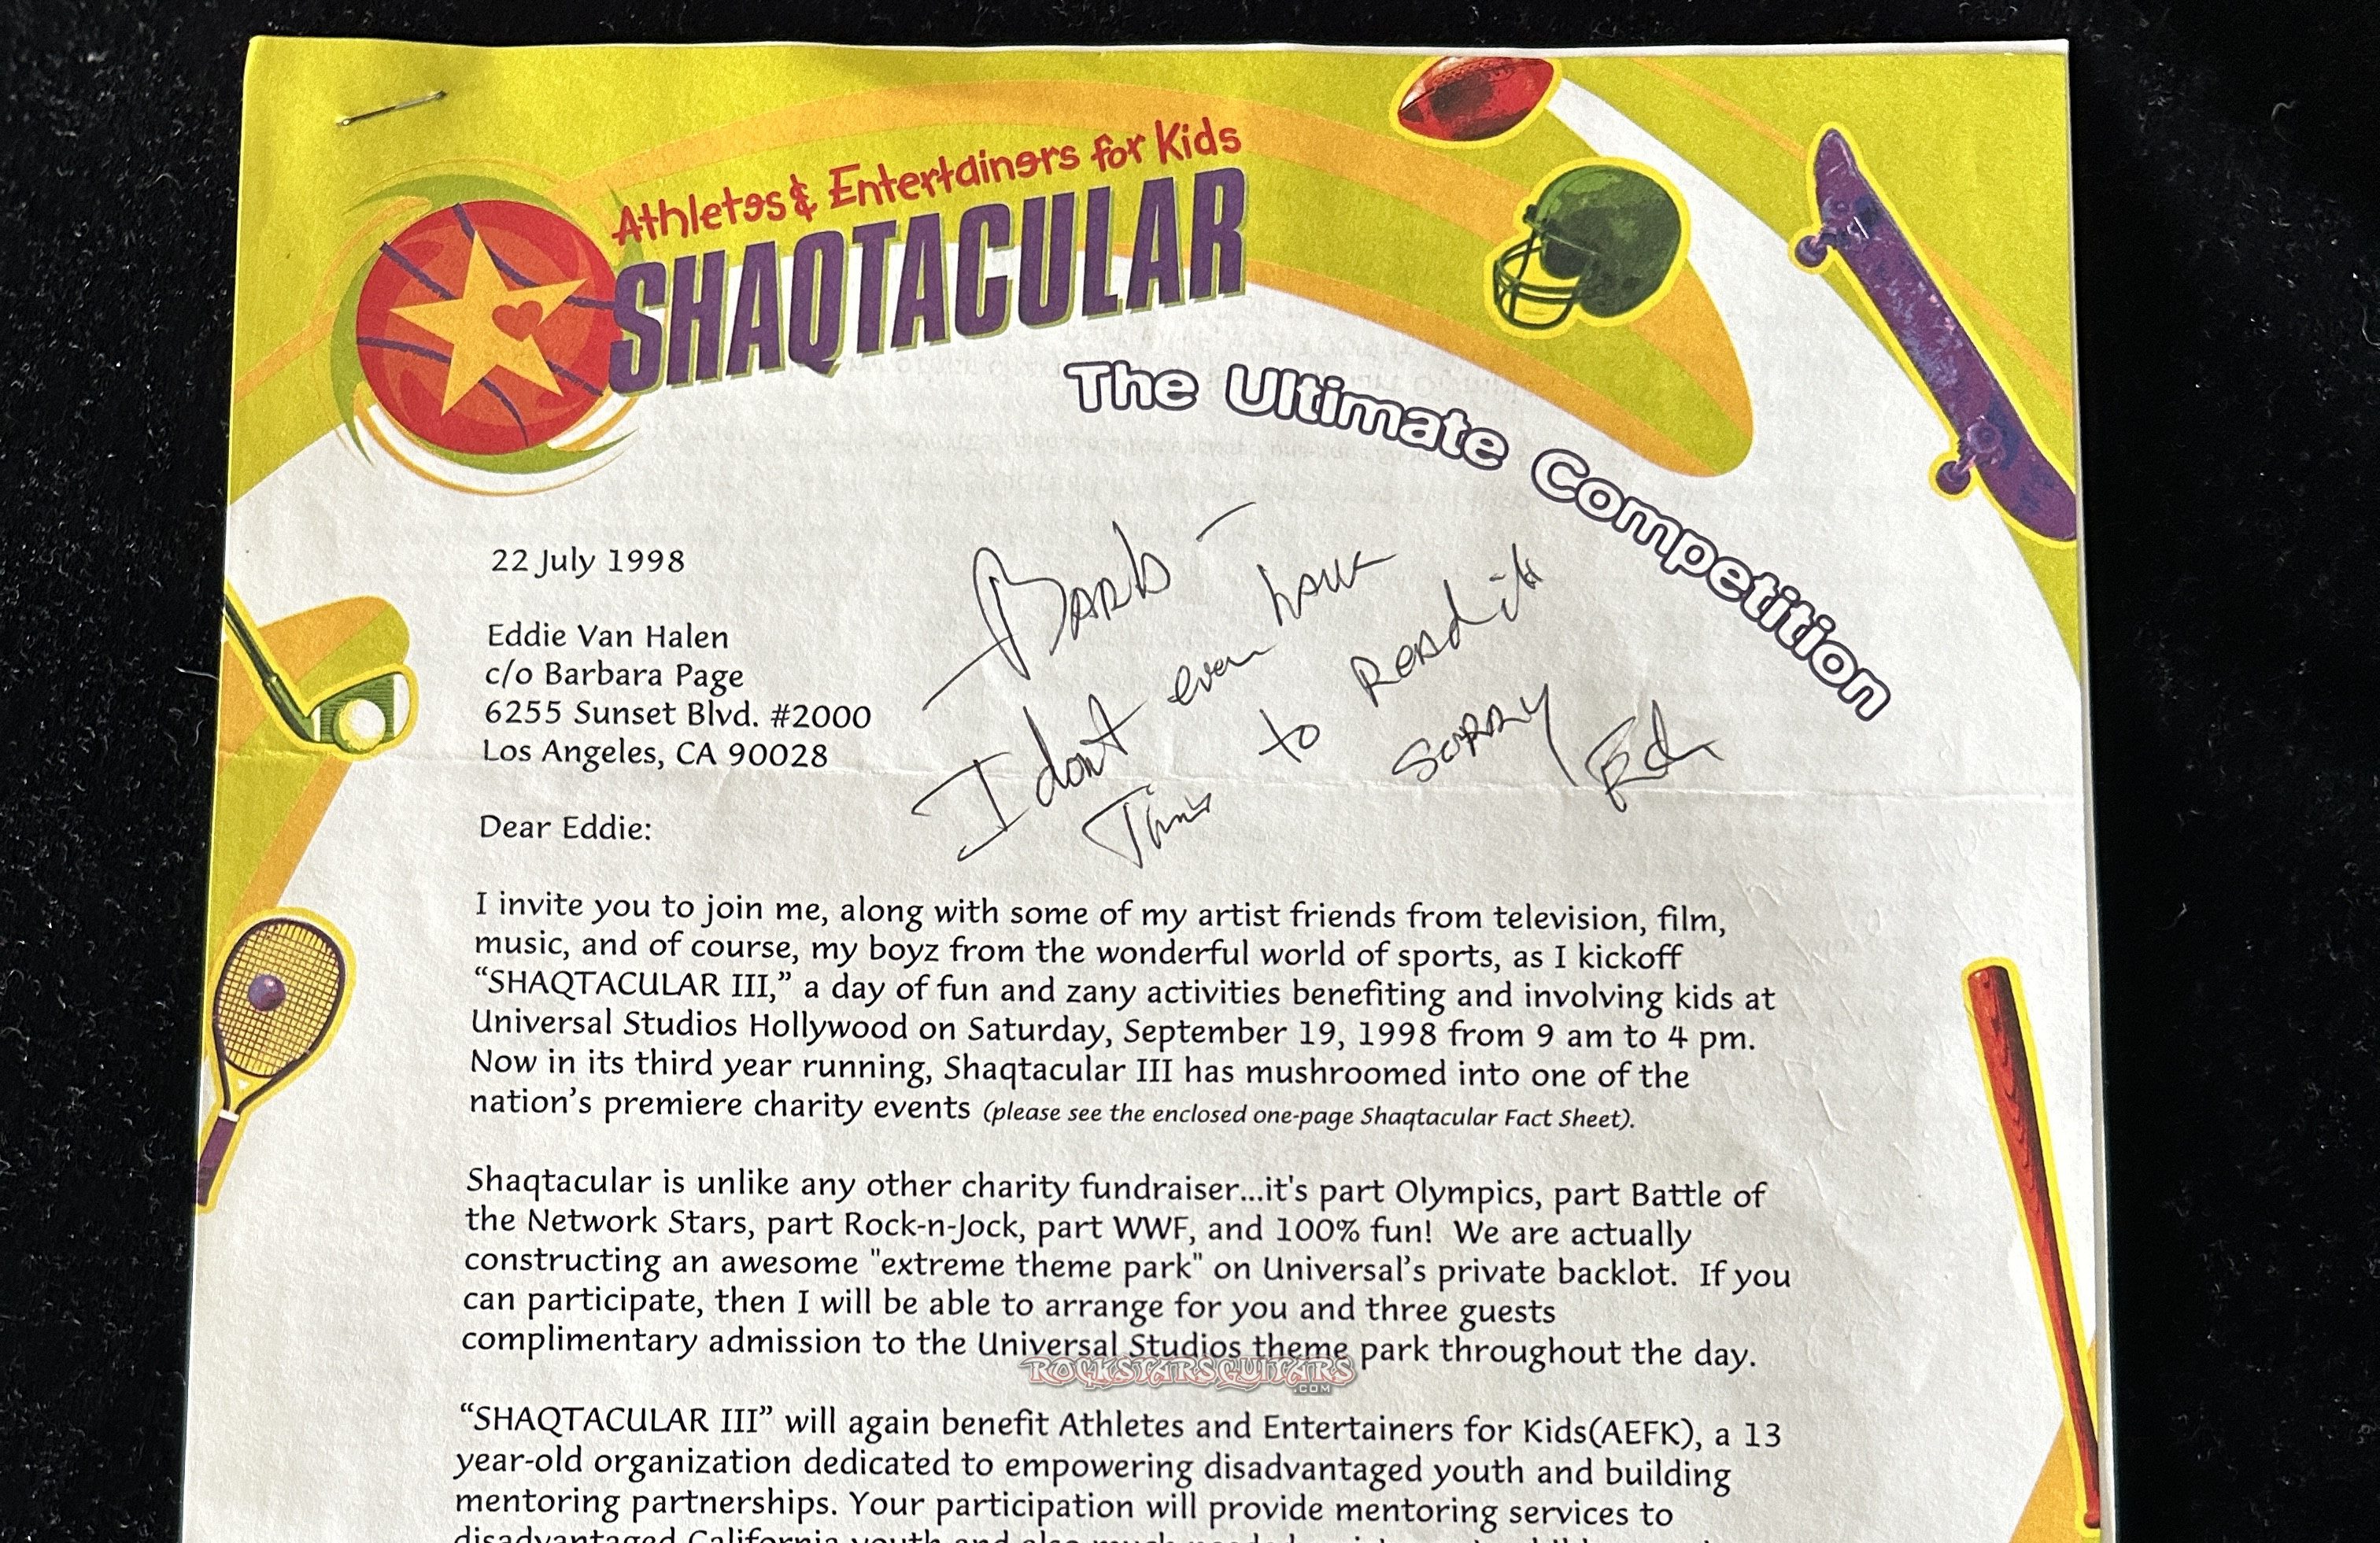 Athletes & Entertainers for Kids
SHAQTACULAR
The Ultimate Competition
22 July 1998
Eddie Van Halen
c/o Barbara Page
6255 Sunset Blvd. #2000
Los Angeles, CA 90028
Barb -
I dont even have
Time to Read it
Sorry Ed
Dear Eddie:
I invite you to join me, along with some of my artist friends from television, film,
music, and of course, my boyz from the wonderful world of sports, as I kickoff
“SHAQTACULAR III,” a day of fun and zany activities benefiting and involving kids at
Universal Studios Hollywood on Saturday, September 19, 1998 from 9 am to 4 pm.
Now in its third year running, Shaqtacular III has mushroomed into one of the
nation’s premiere charity events (please see the enclosed one-page Shaqtacular Fact Sheet).
Shaqtacular is unlike any other charity fundraiser...it's part Olympics, part Battle of
the Network Stars, part Rock-n-Jock, part WWF, and 100% fun! We are actually
constructing an awesome "extreme theme park" on Universal’s private backlot. If you
can participate, then I will be able to arrange for you and three guests
complimentary admission to the Universal Studios theme park throughout the day.
ROCKSTARSGUITARS
.COM
“SHAQTACULAR III” will again benefit Athletes and Entertainers for Kids(AEFK), a 13
year-old organization dedicated to empowering disadvantaged youth and building
mentoring partnerships. Your participation will provide mentoring services to
disadvantaged California youth and also much needed